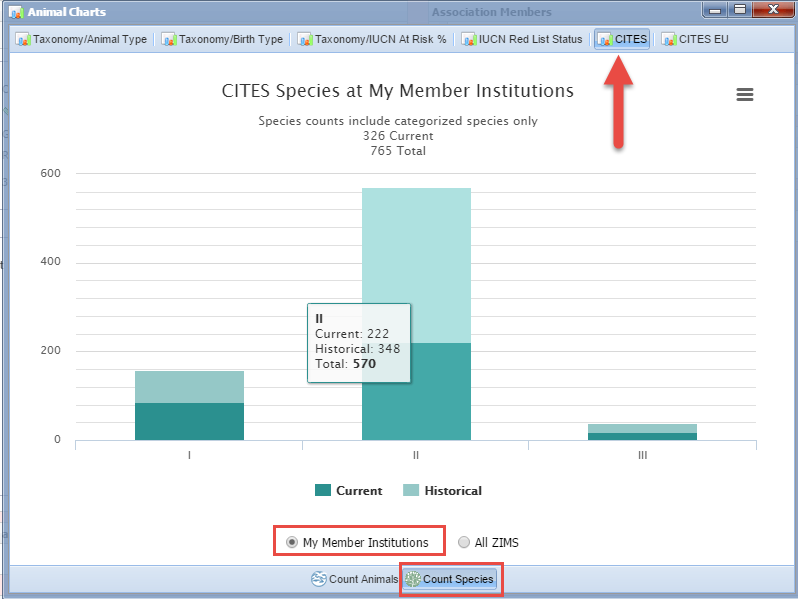 Animal Charts Association Members
Taxonomy/Animal Type Taxonomy/Birth Type Taxonomy/IUCN At Risk % IUCN Red List Status CITES CITES EU
CITES Species at My Member Institutions
Species counts include categorized species only
326 Current
765 Total
600
400
200
0
II
Current: 222
Historical: 348
Total: 570
I II III
Current Historical
My Member Institutions All ZIMS
Count Animals Count Species